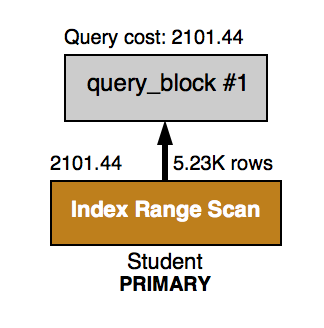 Query cost: 2101.44
query_block #1
2101.44 5.23K rows
Index Range Scan
Student
PRIMARY